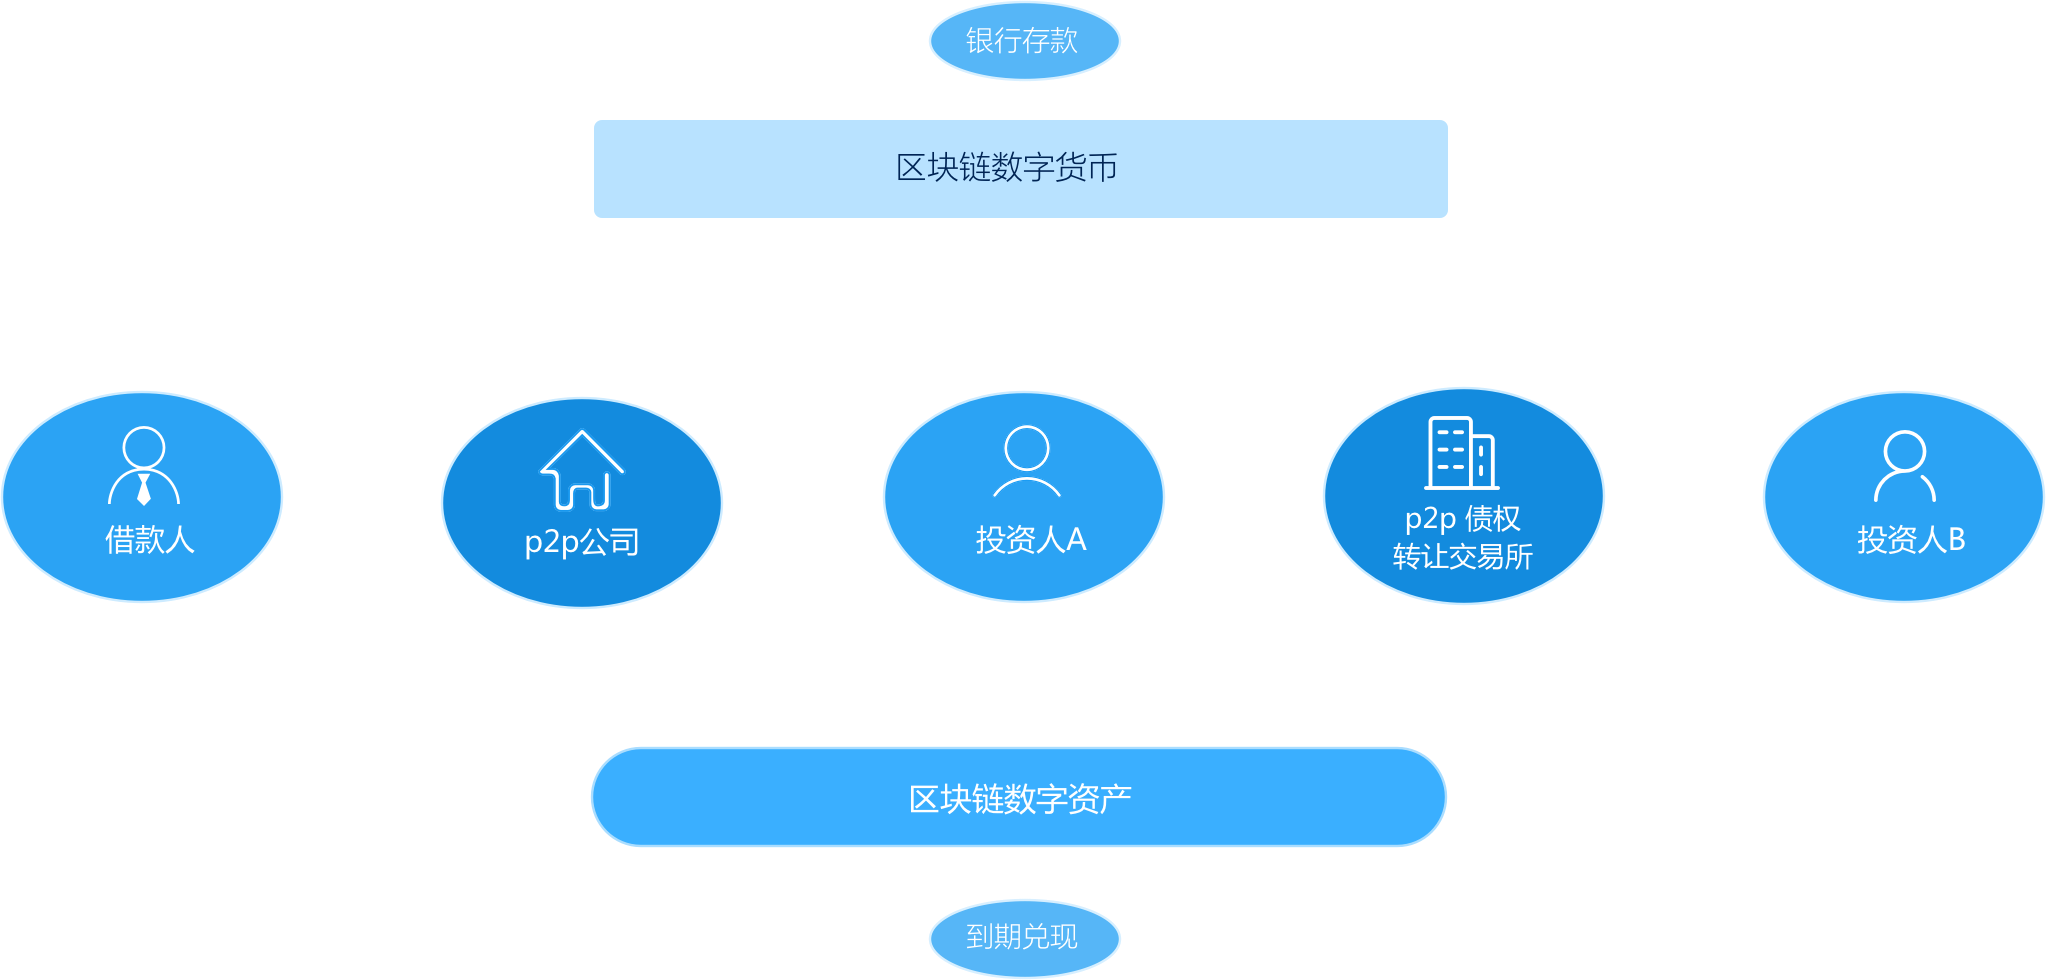 银行存款
区块链数字货币
借款人
p2p公司
投资人A
p2p 债权
转让交易所
投资人B
区块链数字资产
到期兑现